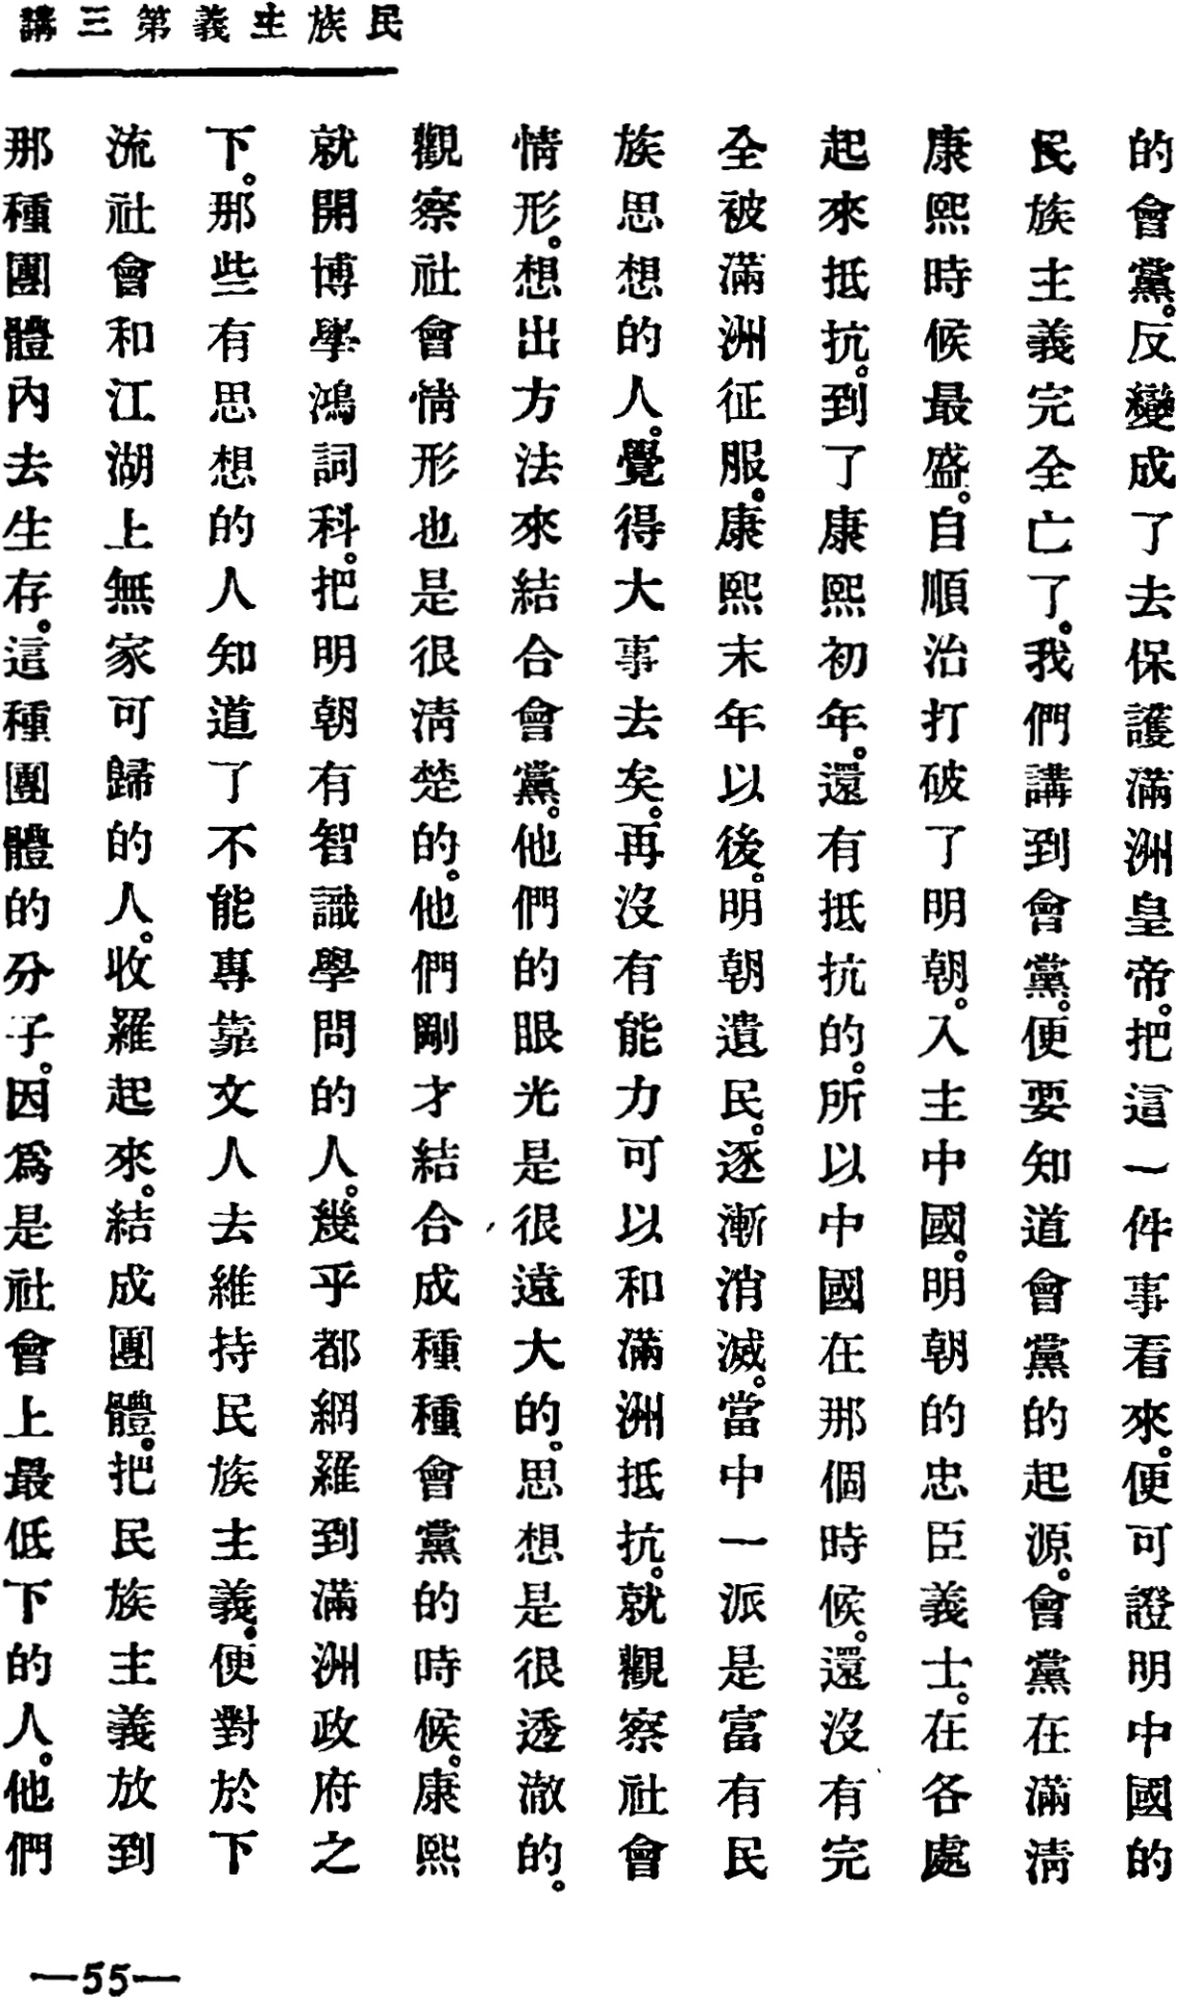 民族主義第三講
的會黨。反變成了去保護滿洲皇帝。把這一件事看來。便可證明中國的
民族主義完全亡了。我們講到會黨。便要知道會黨的起源。會黨在滿清
康熙時候最盛。自順治打破了明朝。入主中國。明朝的忠臣義士。在各處
起來抵抗。到了康熙初年。還有抵抗的。所以中國在那個時候。還沒有完
全被滿洲征服。康熙末年以後。明朝遺民。逐漸消滅。當中一派是富有民
族思想的人。覺得大事去矣。再沒有能力可以和滿洲抵抗。就觀察社會
情形。想出方法來結合會黨。他們的眼光是很遠大的。思想是很透澈的。
觀察社會情形也是很淸楚的。他們剛才結合成種種會黨的時候。康熙
就開博學鴻詞科。把明朝有智識學問的人。幾乎都網羅到滿洲政府之
下。那些有思想的人知道了不能專靠文人去維持民族主義。便對於下
流社會和江湖上無家可歸的人。收羅起來。結成團體。把民族主義放到
那種團體內去生存。這種團體的分子。因爲是社會上最低下的人。他們
—55—